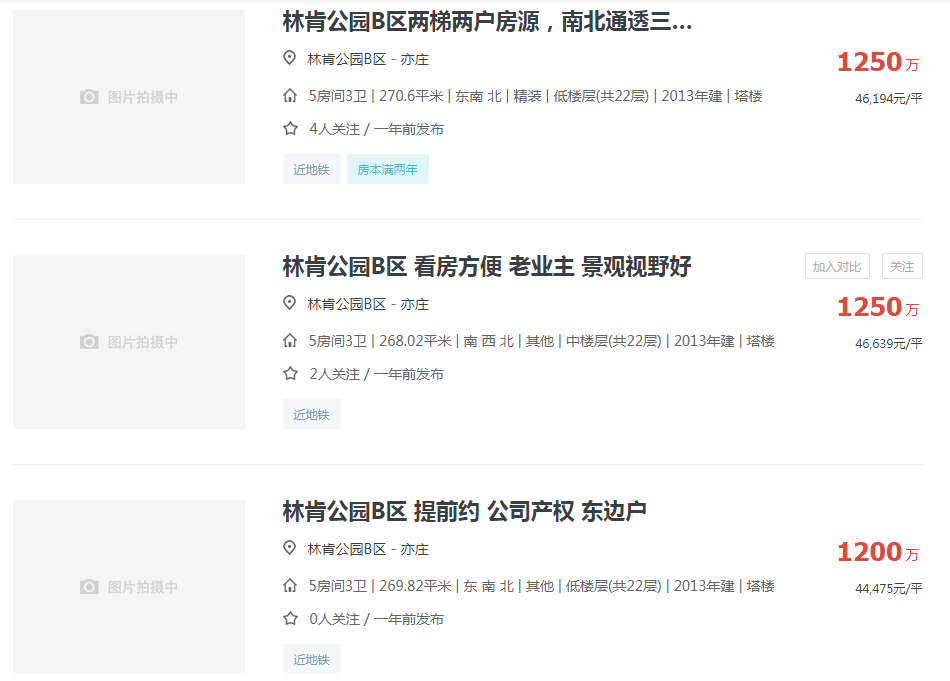 林肯公园B区两梯两户房源，南北通透三...
图片拍摄中
林肯公园B区 - 亦庄
1250万
5房间3卫 | 270.6平米 | 东南 北 | 精装 | 低楼层(共22层) | 2013年建 | 塔楼
46,194元/平
4人关注 / 一年前发布
近地铁 房本满两年
林肯公园B区 看房方便 老业主 景观视野好
加入对比 关注
图片拍摄中
林肯公园B区 - 亦庄
1250万
5房间3卫 | 268.02平米 | 南 西 北 | 其他 | 中楼层(共22层) | 2013年建 | 塔楼
46,639元/平
2人关注 / 一年前发布
近地铁
林肯公园B区 提前约 公司产权 东边户
图片拍摄中
林肯公园B区 - 亦庄
1200万
5房间3卫 | 269.82平米 | 东 南 北 | 其他 | 低楼层(共22层) | 2013年建 | 塔楼
44,475元/平
0人关注 / 一年前发布
近地铁